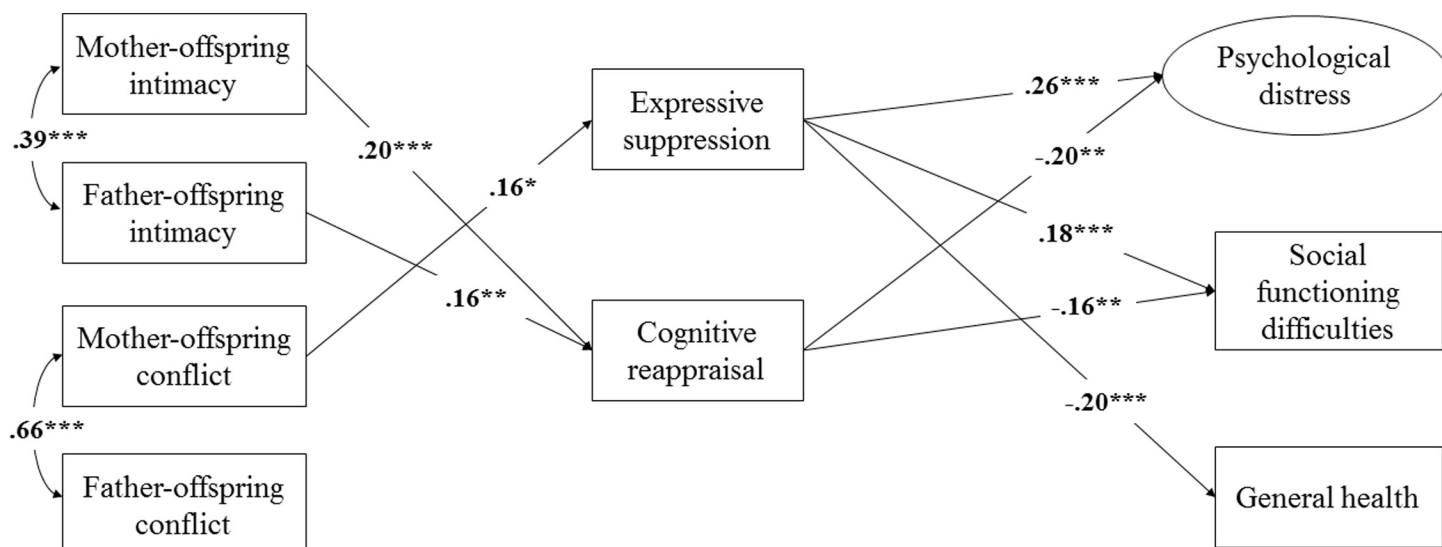 Mother-offspring
intimacy
.39***
Father-offspring
intimacy
Mother-offspring
conflict
.66***
Father-offspring
conflict
.20***
.16*
.16**
Expressive
suppression
Cognitive
reappraisal
.26***
-.20**
.18***
-.16**
-.20***
Psychological
distress
Social
functioning
difficulties
General health